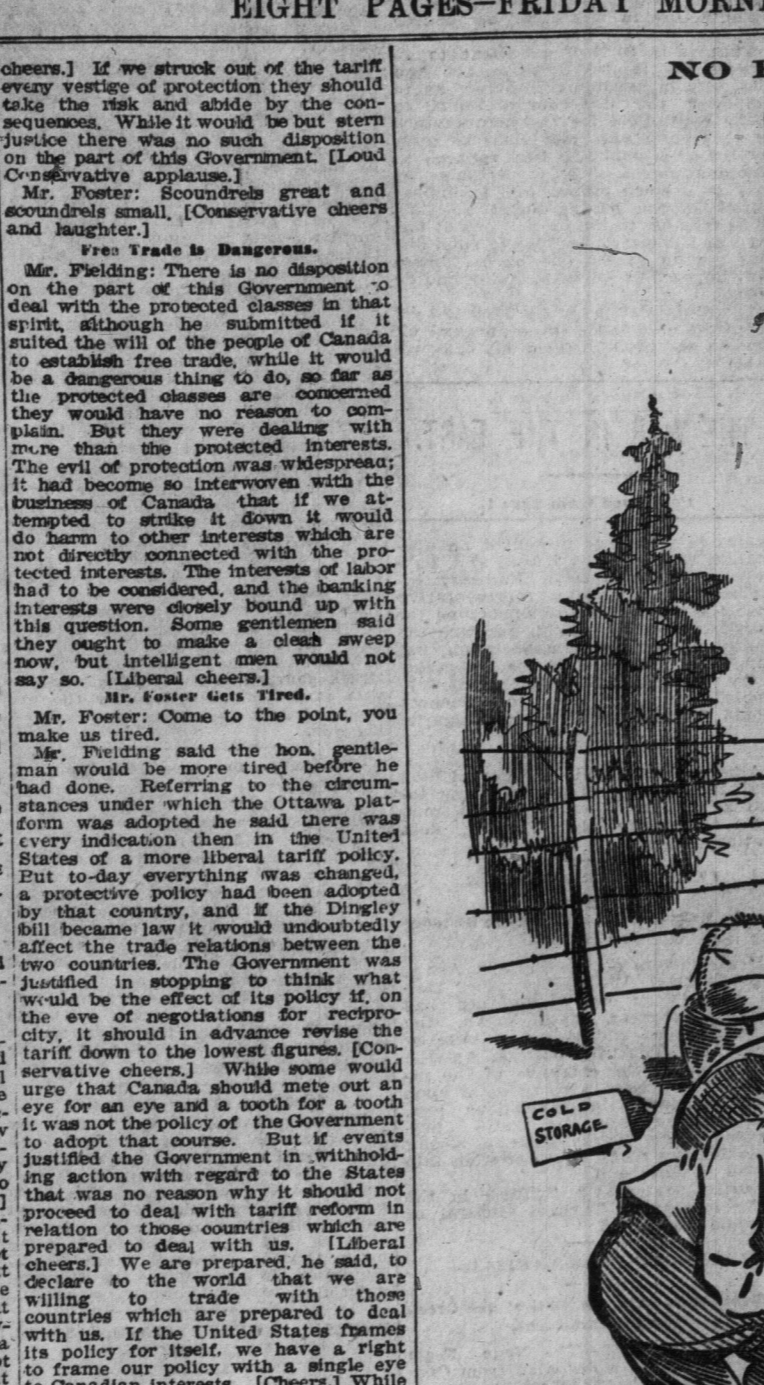 EIGHT PAGES—FRIDAY MORN
cheers.] If we struck out of the tariff
every vestige of protection they should
take the risk and abide by the con-
sequences. While it would be but stern
justice there was no such disposition
on the part of this Government. [Loud
Conservative applause.]
Mr. Foster: Scoundrels great and
scoundrels small. [Conservative cheers
and laughter.]
Free Trade is Dangerous.
Mr. Fielding: There is no disposition
on the part of this Government to
deal with the protected classes in that
spirit, although he submitted if it
suited the will of the people of Canada
to establish free trade, while it would
be a dangerous thing to do, so far as
the protected classes are concerned
they would have no reason to com-
plain. But they were dealing with
more than the protected interests.
The evil of protection was widespread;
it had become so interwoven with the
business of Canada that if we at-
tempted to strike it down it would
do harm to other interests which are
not directly connected with the pro-
tected interests. The interests of labor
had to be considered, and the banking
interests were closely bound up with
this question. Some gentlemen said
they ought to make a clean sweep
now, but intelligent men would not
say so. [Liberal cheers.]
Mr. Foster Gets Tired.
Mr. Foster: Come to the point, you
make us tired.
Mr. Fielding said the hon. gentle-
man would be more tired before he
had done. Referring to the circum-
stances under which the Ottawa plat-
form was adopted he said there was
every indication then in the United
States of a more liberal tariff policy.
But to-day everything was changed,
a protective policy had been adopted
by that country, and if the Dingley
bill became law it would undoubtedly
affect the trade relations between the
two countries. The Government was
justified in stopping to think what
would be the effect of its policy if, on
the eve of negotiations for recipro-
city, it should in advance revise the
tariff down to the lowest figures. [Con-
servative cheers.] While some would
urge that Canada should mete out an
eye for an eye and a tooth for a tooth
it was not the policy of the Government
to adopt that course. But if events
justified the Government in withhold-
ing action with regard to the States
that was no reason why it should not
proceed to deal with tariff reform in
relation to those countries which are
prepared to deal with us. [Liberal
cheers.] We are prepared, he said, to
declare to the world that we are
willing to trade with those
countries which are prepared to deal
with us. If the United States frames
its policy for itself, we have a right
to frame our policy with a single eye
to Canadian interests. [Cheers.] While
NO
COLD
STORAGE